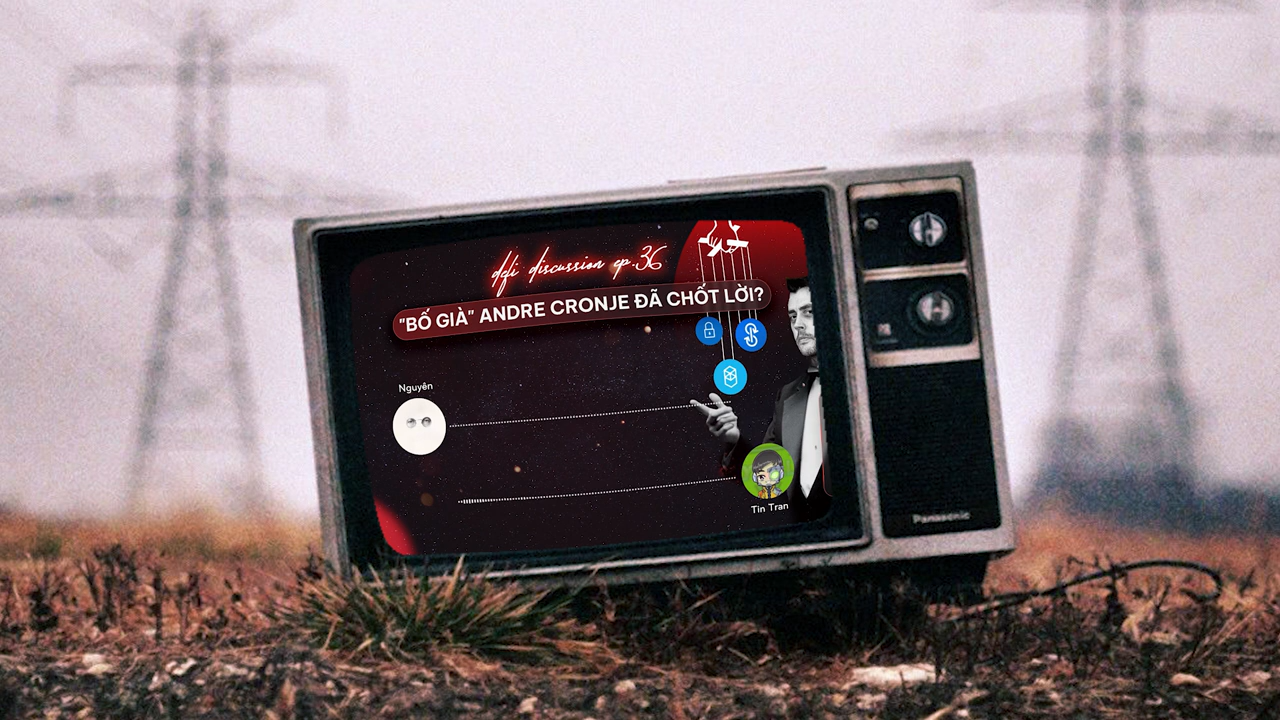 defi discussion ep.36
"BỐ GIÀ" ANDRE CRONJE ĐÃ CHỐT LỜI?
Nguyên
Tin Tran
Panasonic